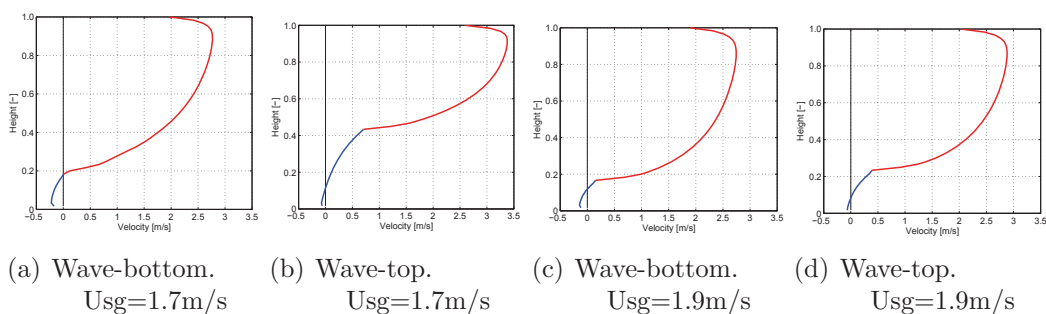 1.0
0.8
0.6
0.4
0.2
0
Height [-]
−0.5 0 0.5 1 1.5 2 2.5 3 3.5
Velocity [m/s]
(a) Wave-bottom.
Usg=1.7m/s
1.0
0.8
0.6
0.4
0.2
0
Height [-]
−0.5 0 0.5 1 1.5 2 2.5 3 3.5
Velocity [m/s]
(b) Wave-top.
Usg=1.7m/s
1.0
0.8
0.6
0.4
0.2
0
Height [-]
−0.5 0 0.5 1 1.5 2 2.5 3 3.5
Velocity [m/s]
(c) Wave-bottom.
Usg=1.9m/s
1.0
0.8
0.6
0.4
0.2
0
Height [-]
−0.5 0 0.5 1 1.5 2 2.5 3 3.5
Velocity [m/s]
(d) Wave-top.
Usg=1.9m/s